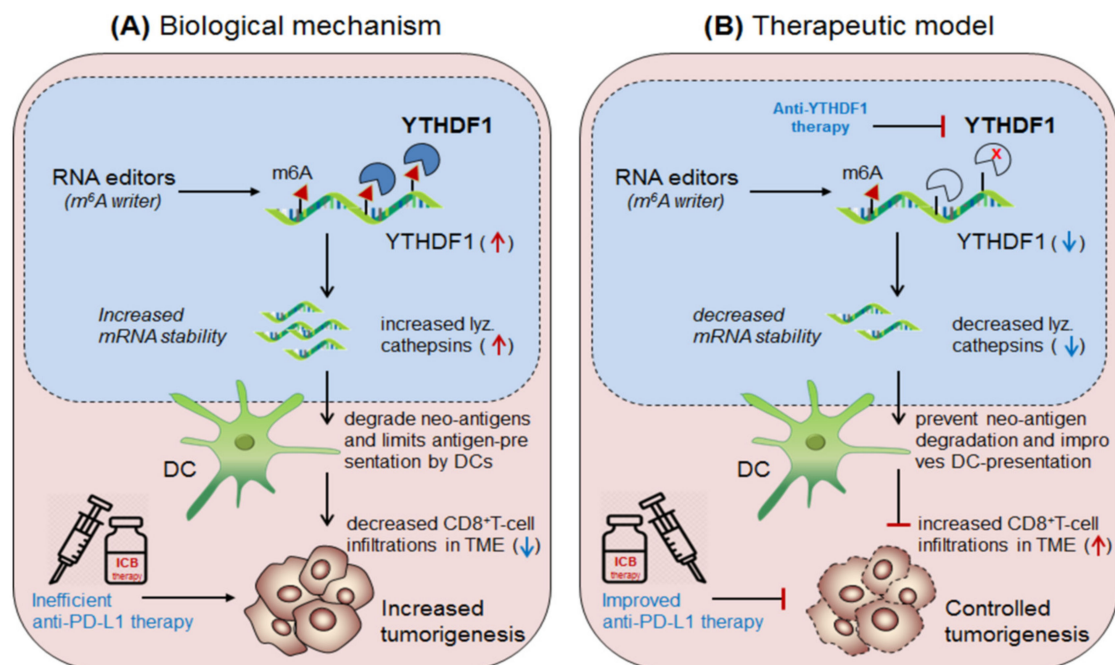 (A) Biological mechanism
YTHDF1
m6A
RNA editors
(m⁶A writer)
YTHDF1 (↑)
Increased
mRNA stability
increased lyz.
cathepsins (↑)
degrade neo-antigens
and limits antigen-pre
sentation by DCs
DC
decreased CD8⁺T-cell
infiltrations in TME (↓)
ICB
therapy
Inefficient
anti-PD-L1 therapy
Increased
tumorigenesis
(B) Therapeutic model
Anti-YTHDF1
therapy
YTHDF1
x
m6A
RNA editors
(m⁶A writer)
YTHDF1 (↓)
decreased
mRNA stability
decreased lyz.
cathepsins (↓)
prevent neo-antigen
degradation and impro
ves DC-presentation
DC
increased CD8⁺T-cell
infiltrations in TME (↑)
ICB
therapy
Improved
anti-PD-L1 therapy
Controlled
tumorigenesis